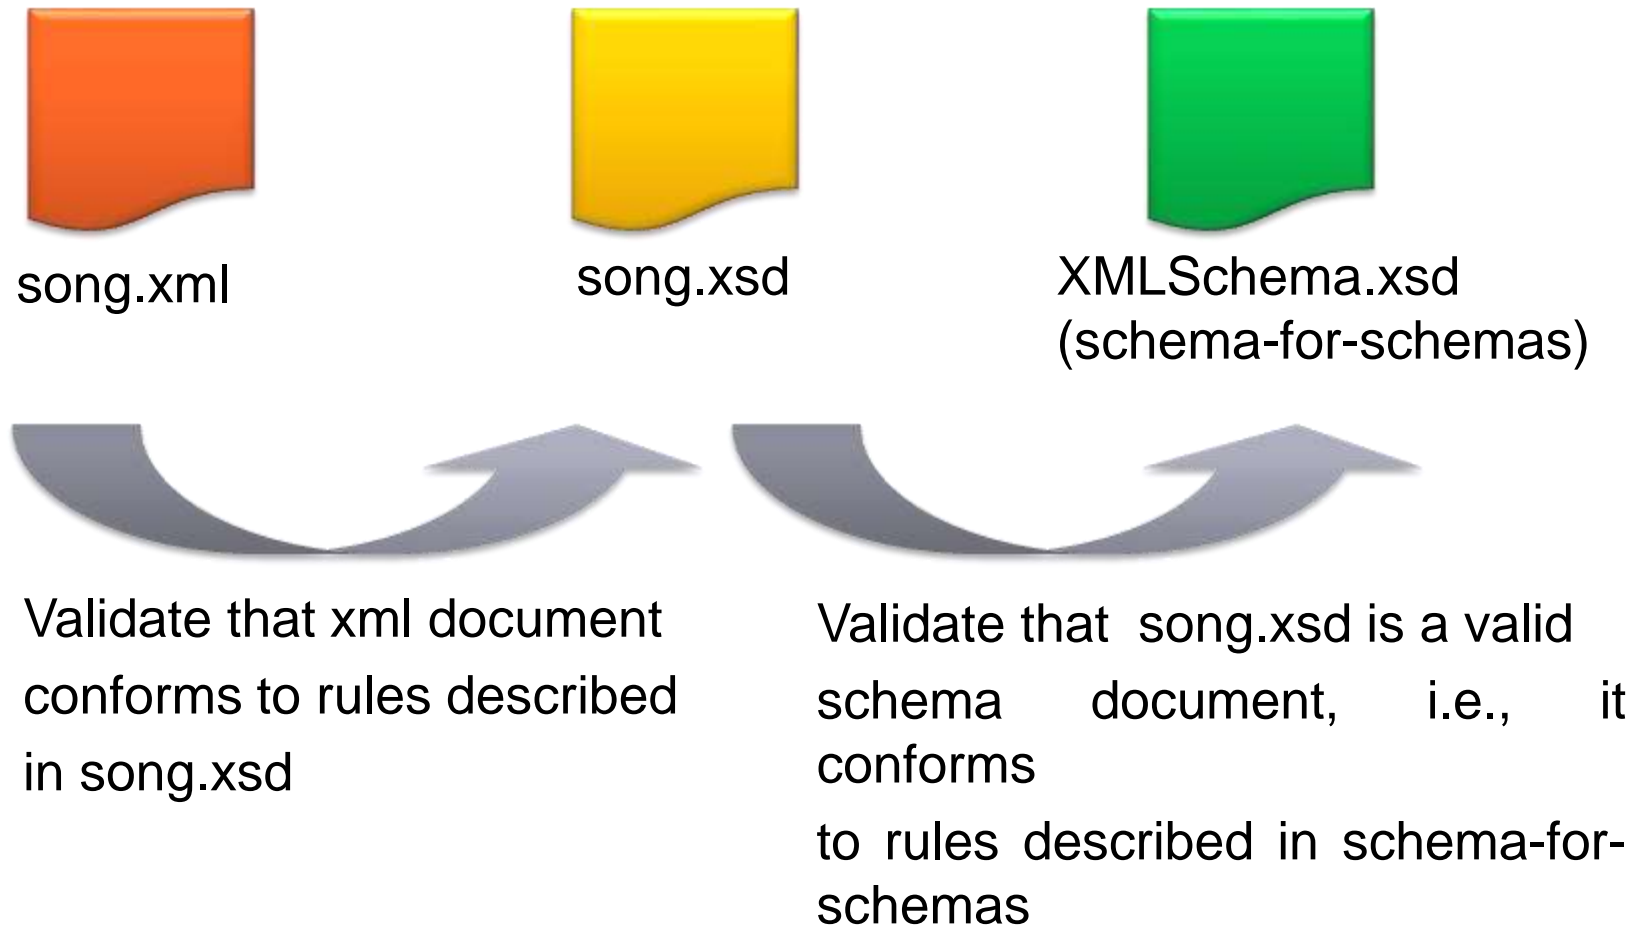 song.xml
song.xsd
XMLSchema.xsd
(schema-for-schemas)
Validate that xml document
conforms to rules described
in song.xsd
Validate that song.xsd is a valid
schema document, i.e., it
conforms
to rules described in schema-for-
schemas